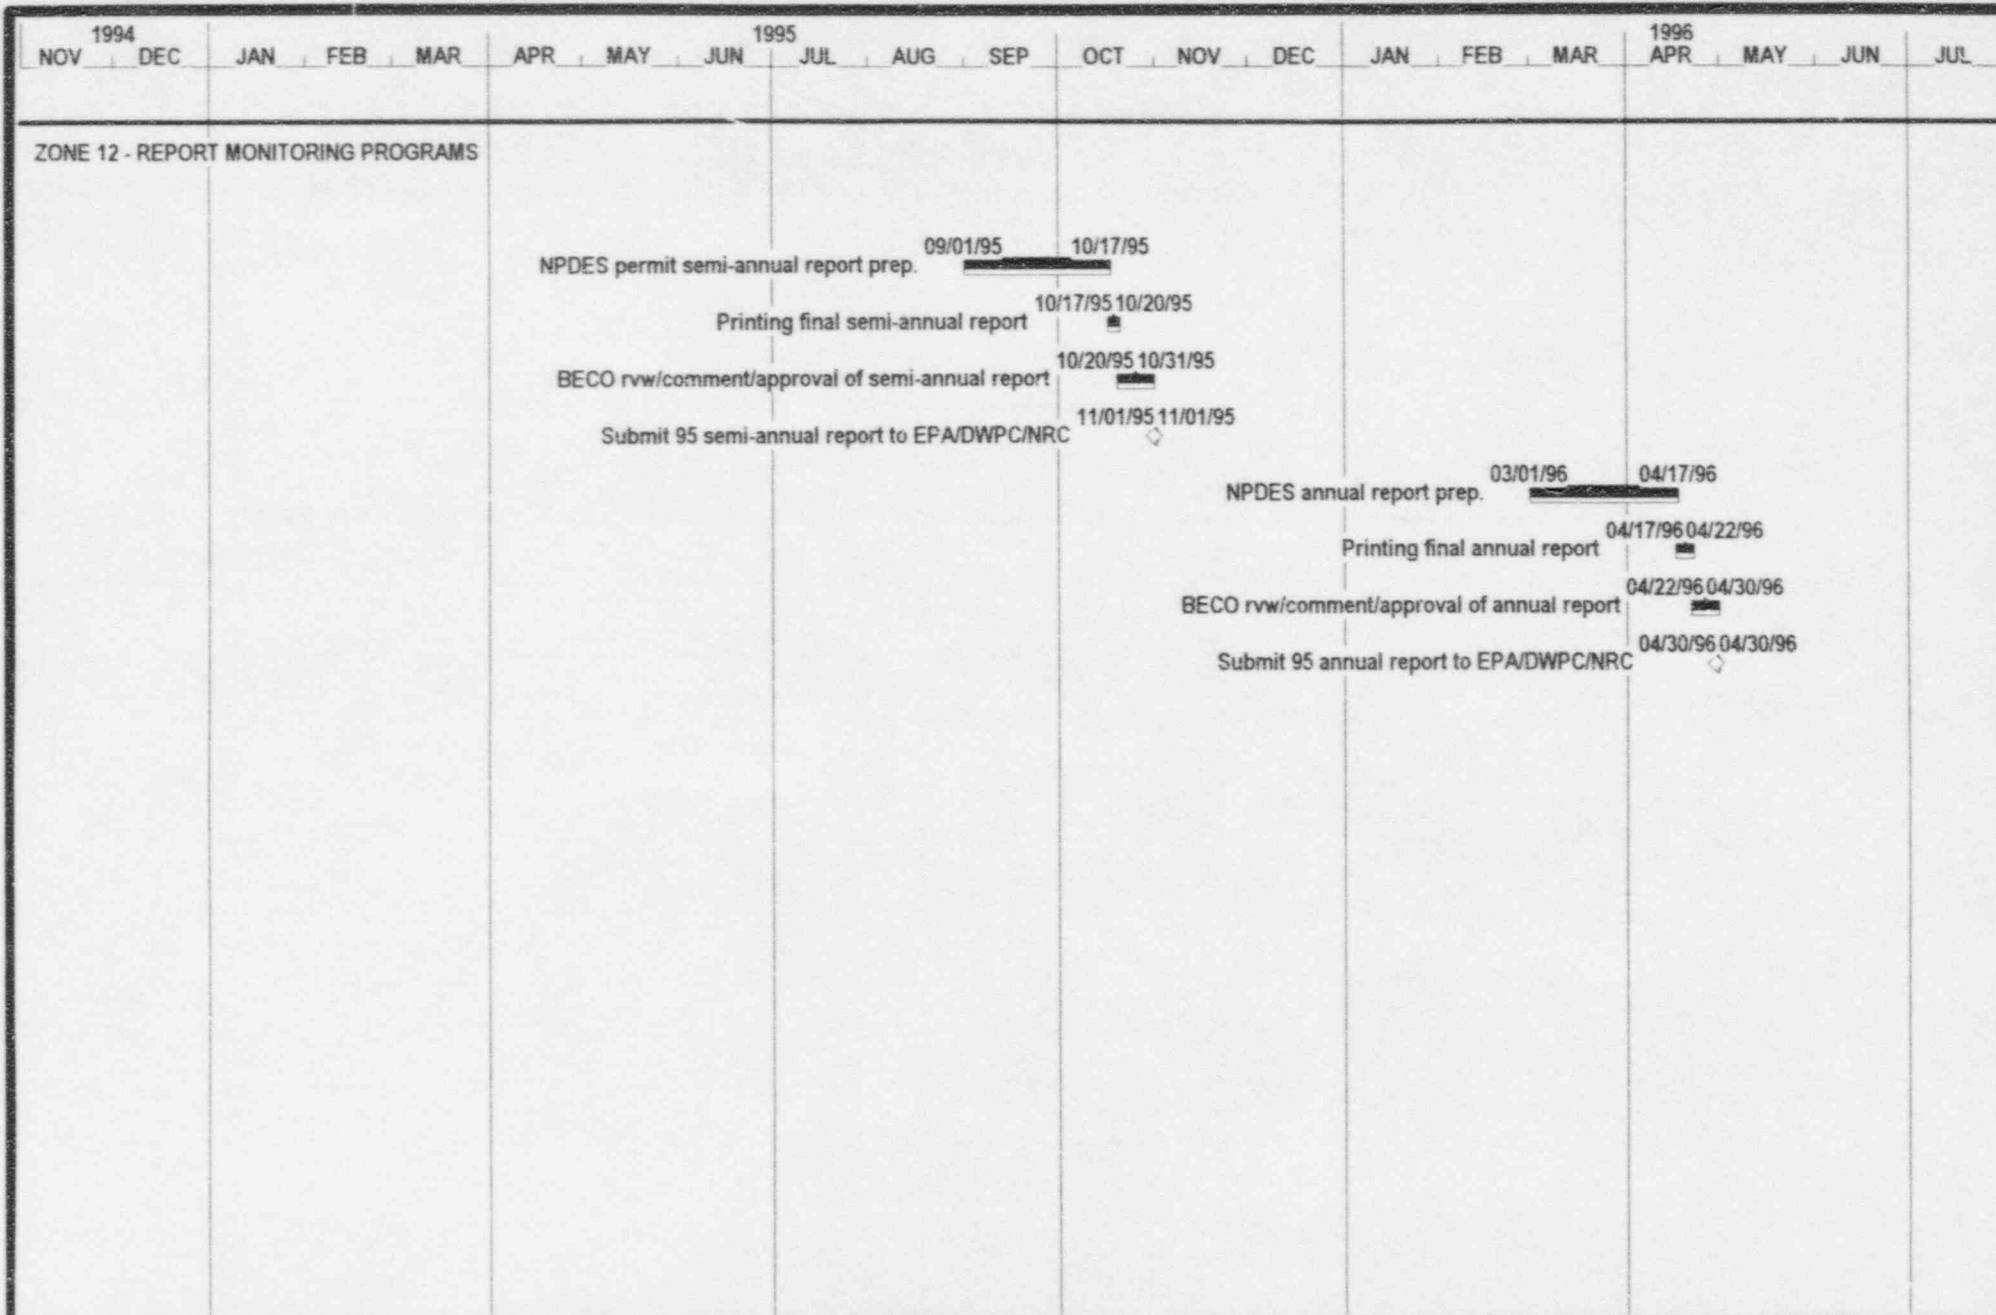 1994 1995 1996
NOV DEC JAN FEB MAR APR MAY JUN JUL AUG SEP OCT NOV DEC JAN FEB MAR APR MAY JUN JUL
ZONE 12 - REPORT MONITORING PROGRAMS
09/01/95 10/17/95
NPDES permit semi-annual report prep.
10/17/95 10/20/95
Printing final semi-annual report
10/20/95 10/31/95
BECO rvw/comment/approval of semi-annual report
11/01/95 11/01/95
Submit 95 semi-annual report to EPA/DWPC/NRC
03/01/96 04/17/96
NPDES annual report prep.
04/17/96 04/22/96
Printing final annual report
04/22/96 04/30/96
BECO rvw/comment/approval of annual report
04/30/96 04/30/96
Submit 95 annual report to EPA/DWPC/NRC